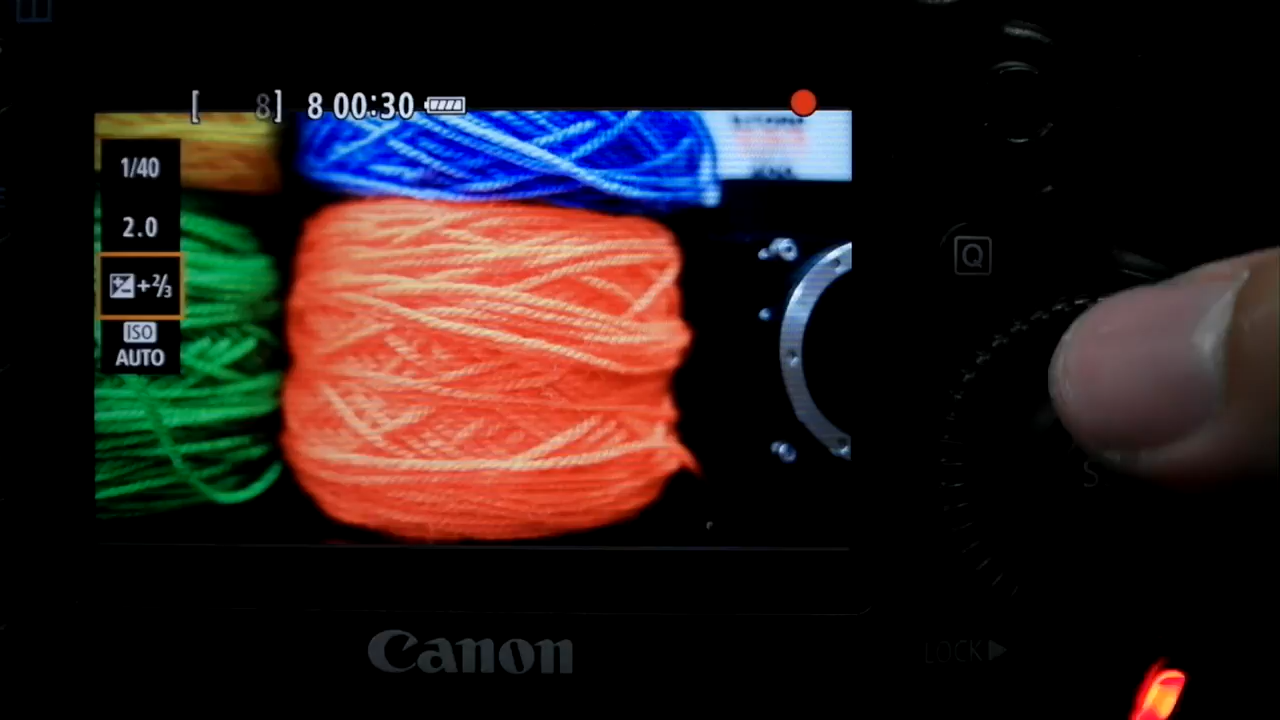 [ 8] 8 00:30
1/40
2.0
+2/3
ISO
AUTO
Q
S
Canon
LOCK ▶